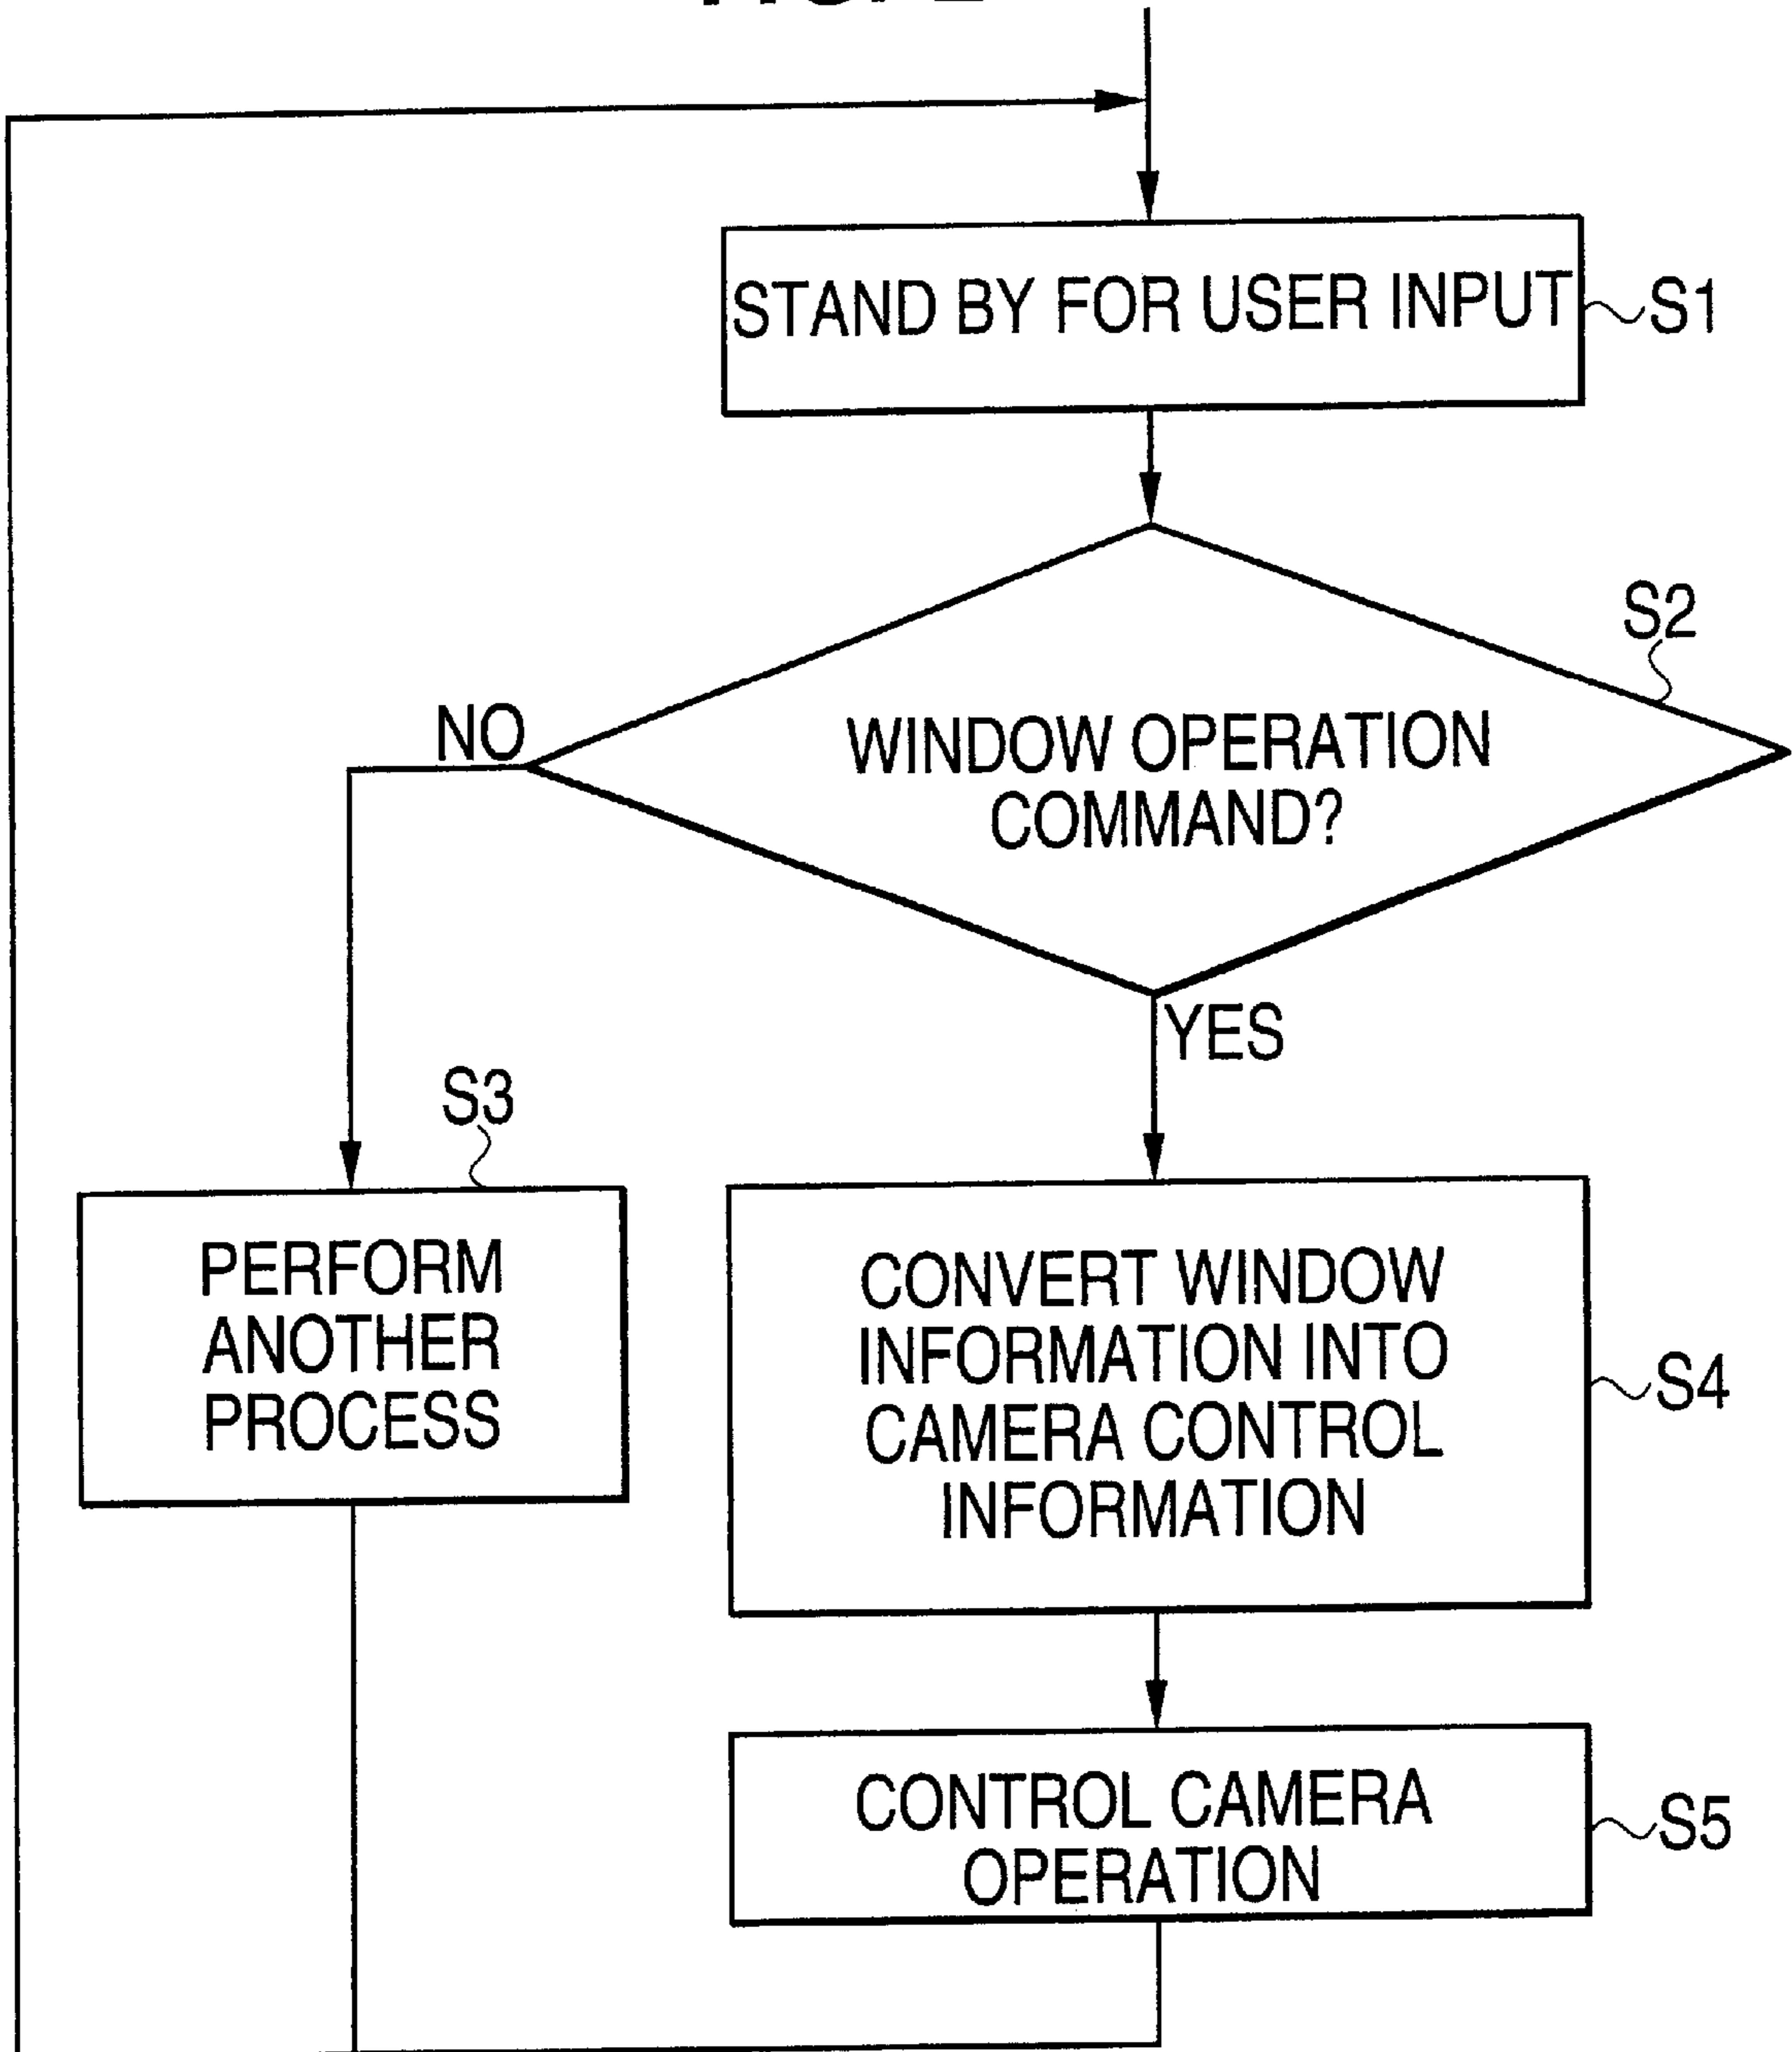 STAND BY FOR USER INPUT
S1
S2
WINDOW OPERATION
COMMAND?
NO
YES
S3
PERFORM
ANOTHER
PROCESS
CONVERT WINDOW
INFORMATION INTO
CAMERA CONTROL
INFORMATION
S4
CONTROL CAMERA
OPERATION
S5